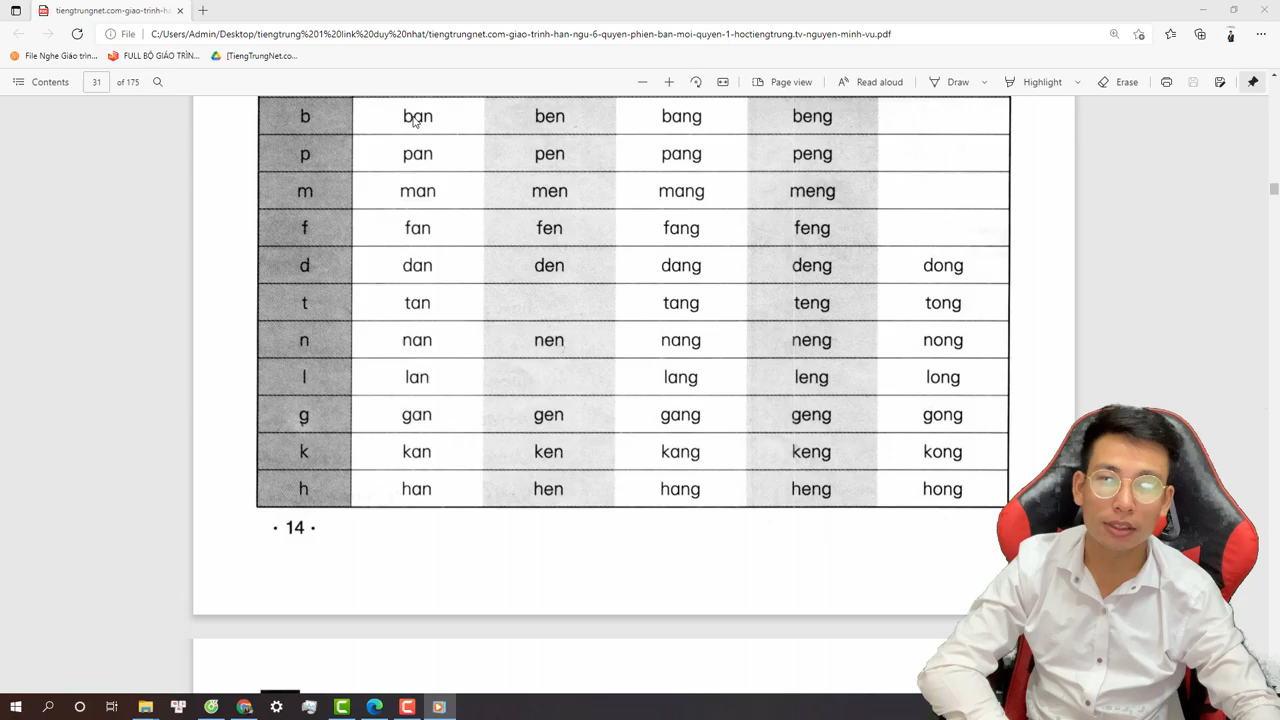 tiengtrungnet.com-giao-trinh-ha
File
C:/Users/Admin/Desktop/tiengtrung%201%20link%20duy%20nhat/tiengtrungnet.com-giao-trinh-han-ngu-6-quyen-phien-ban-moi-quyen-1-hoctiengtrung.tv-nguyen-minh-vu.pdf
File Nghe Giáo trìn... FULL BỘ GIÁO TRÌN... [TiengTrungNet.co...
Contents 31 of 175 Page view Read aloud Draw Highlight Erase
b ban ben bang beng
p pan pen pang peng
m man men mang meng
f fan fen fang feng
d dan den dang deng dong
t tan tang teng tong
n nan nen nang neng nong
l lan lang leng long
g gan gen gang geng gong
k kan ken kang keng kong
h han hen hang heng hong
· 14 ·